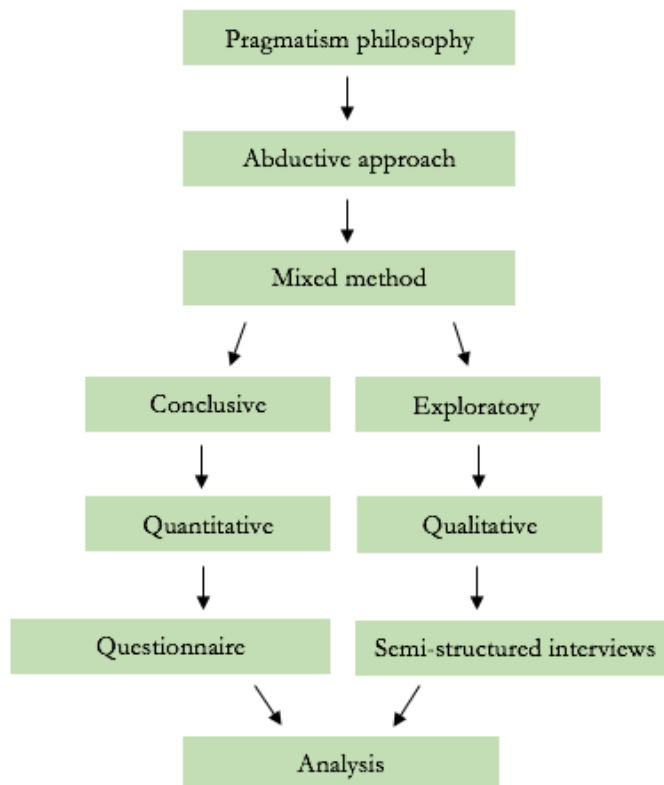 Pragmatism philosophy
Abductive approach
Mixed method
Conclusive
Exploratory
Quantitative
Qualitative
Questionnaire
Semi-structured interviews
Analysis